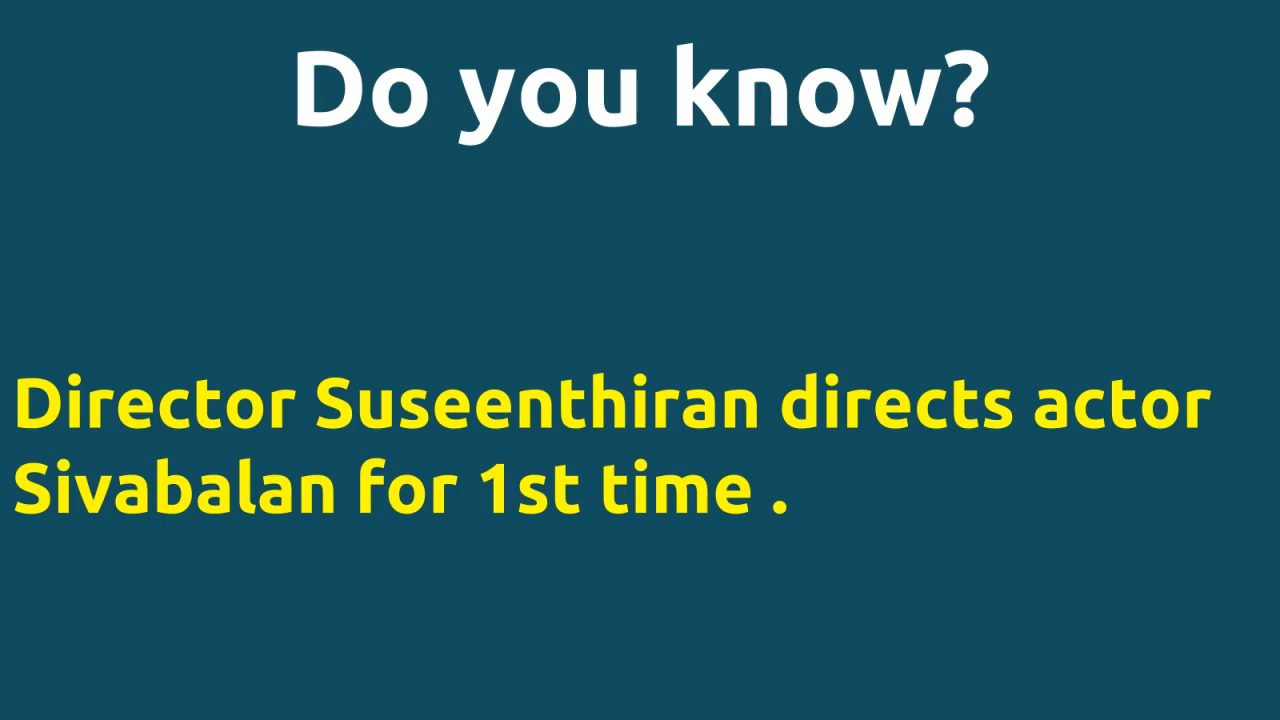 Do you know?
Director Suseenthiran directs actor
Sivabalan for 1st time .